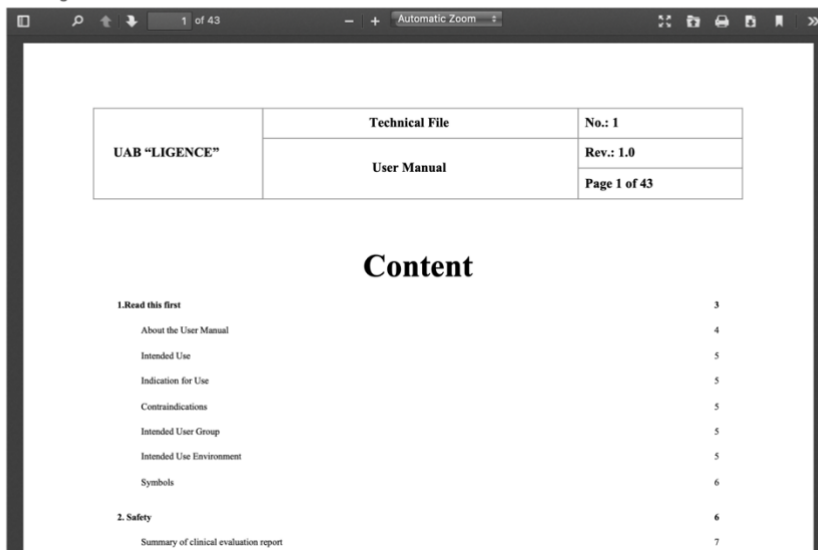 1 of 43
Automatic Zoom
UAB “LIGENCE”
Technical File
No.: 1
User Manual
Rev.: 1.0
Page 1 of 43
Content
1.Read this first 3
About the User Manual 4
Intended Use 5
Indication for Use 5
Contraindications 5
Intended User Group 5
Intended Use Environment 5
Symbols 6
2. Safety 6
Summary of clinical evaluation report 7